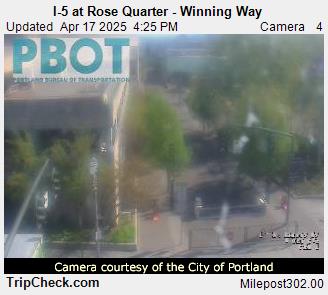 I-5 at Rose Quarter - Winning Way
Updated Apr 17 2025 4:25 PM Camera 4
PBOT
PORTLAND BUREAU OF TRANSPORTATION
Camera courtesy of the City of Portland
TripCheck.com Milepost302.00